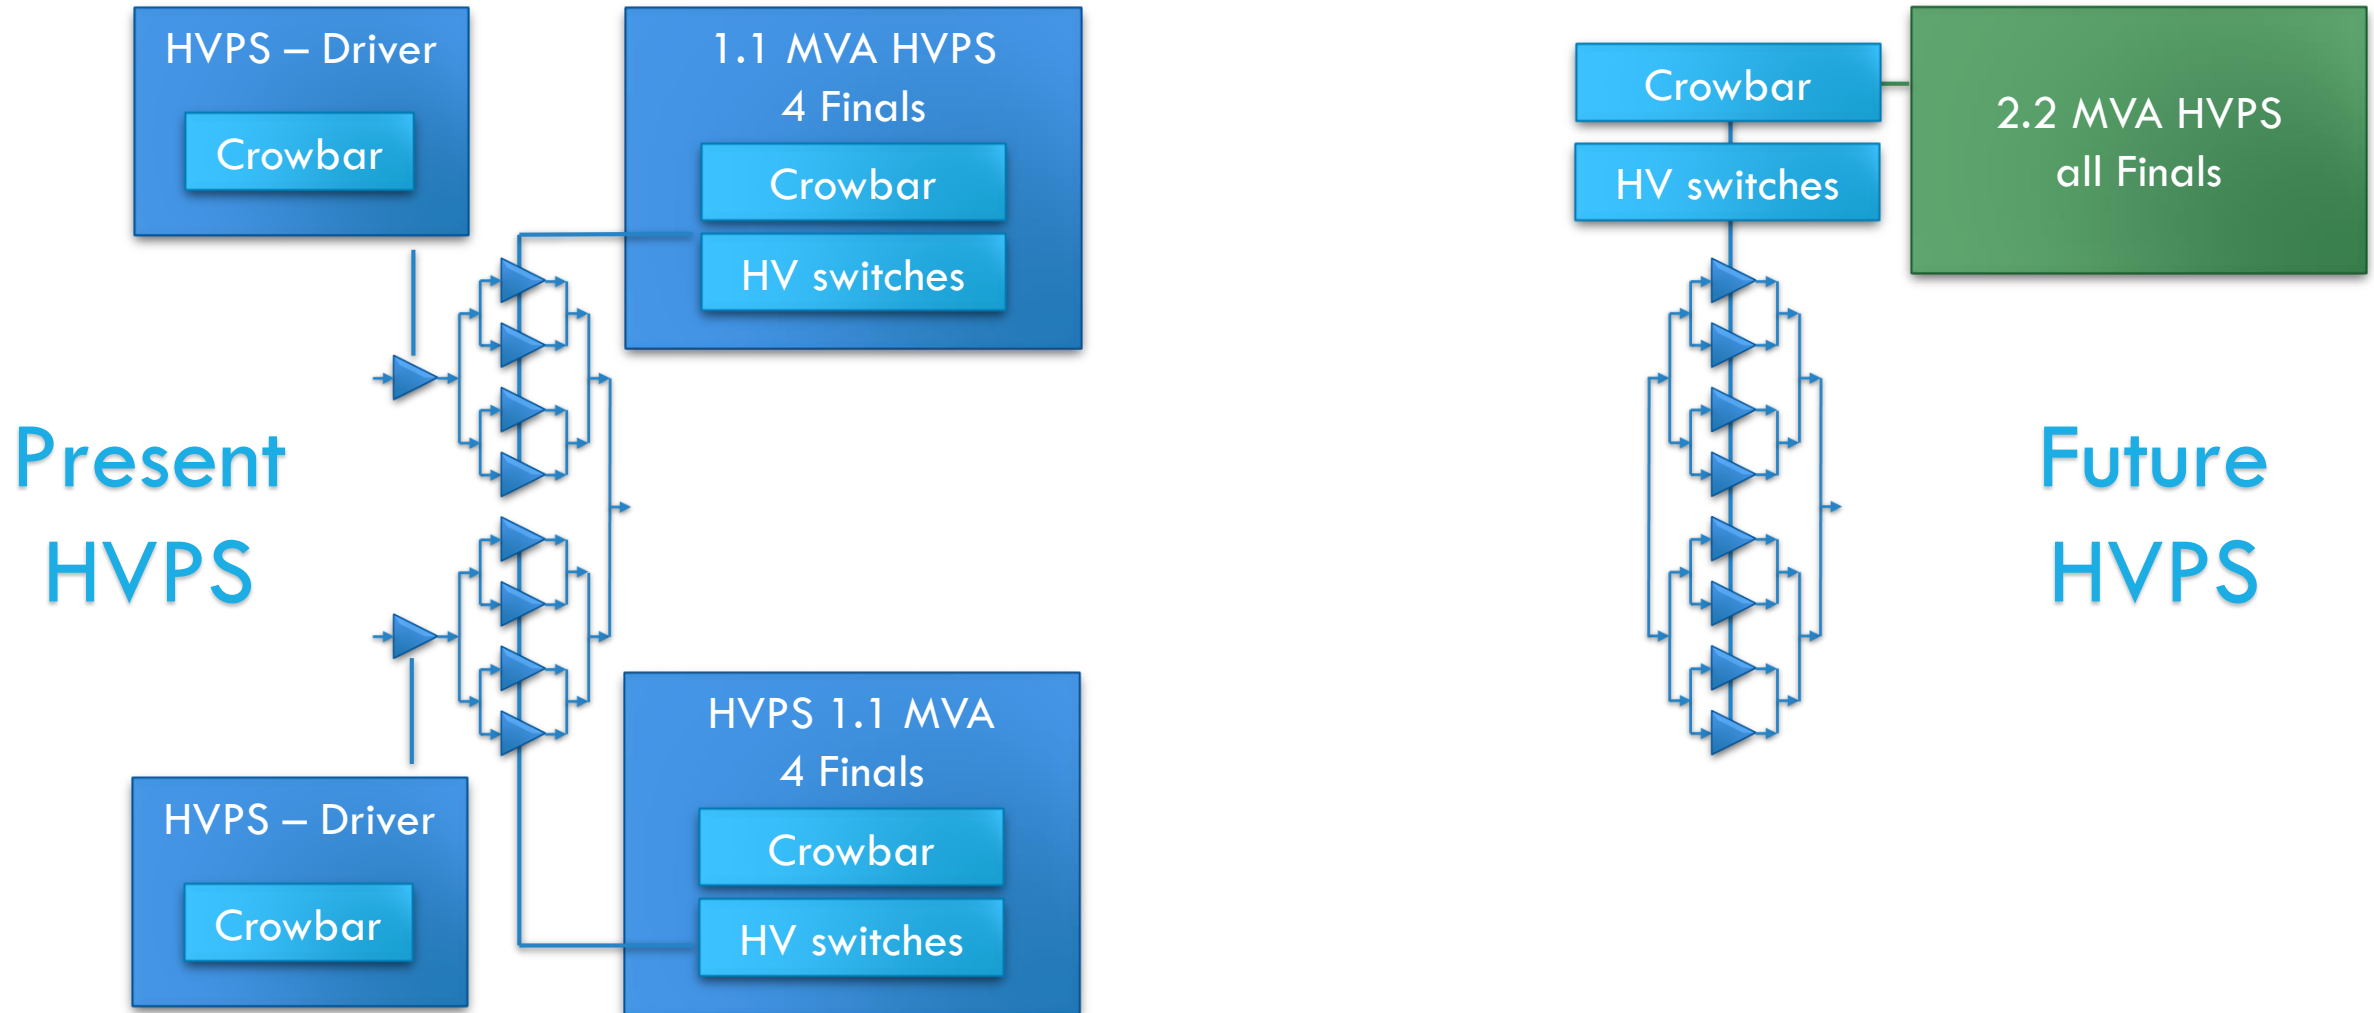 HVPS – Driver
Crowbar
1.1 MVA HVPS
4 Finals
Crowbar
HV switches
Present
HVPS
HVPS – Driver
Crowbar
HVPS 1.1 MVA
4 Finals
Crowbar
HV switches
Crowbar
HV switches
2.2 MVA HVPS
all Finals
Future
HVPS